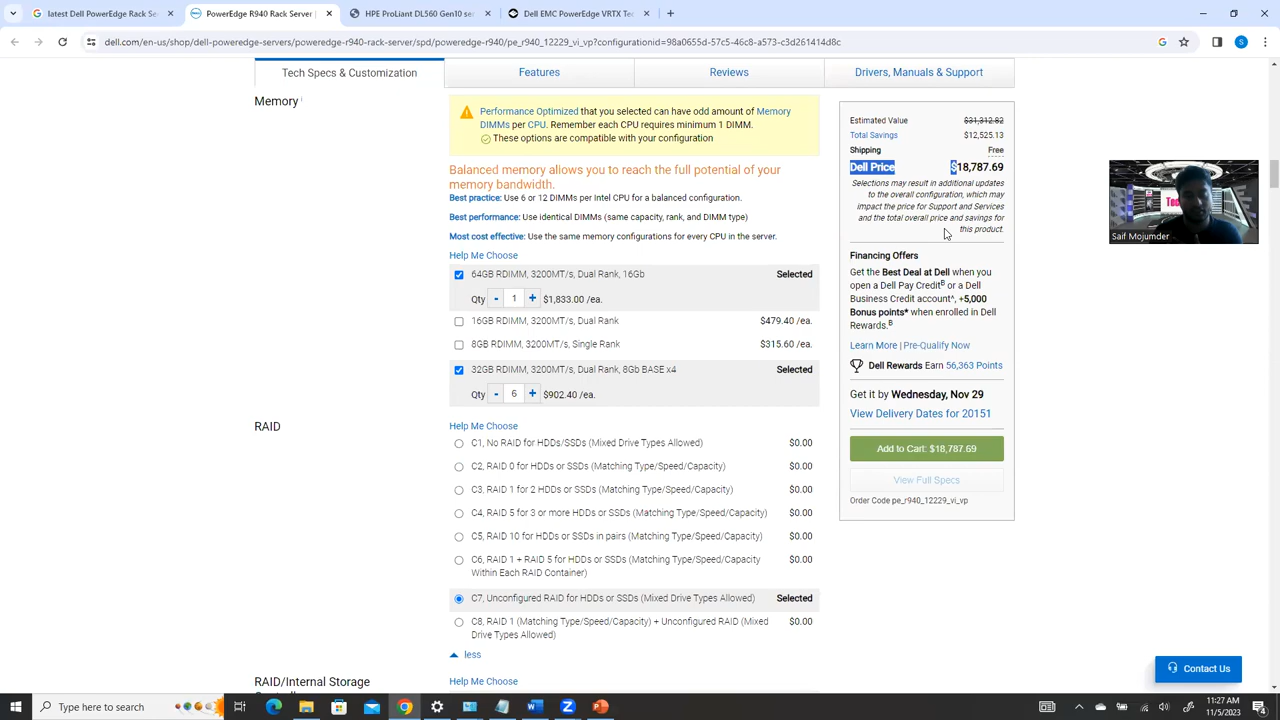 latest Dell PowerEdge Rack Se
PowerEdge R940 Rack Server |
HPE ProLiant DL560 Gen10 se
Dell EMC PowerEdge VRTX Te
dell.com/en-us/shop/dell-poweredge-servers/poweredge-r940-rack-server/spd/poweredge-r940/pe_r940_12229_vi_vp?configurationid=98a0655d-57c5-46c8-a573-c3d261414d8c
Tech Specs & Customization
Features
Reviews
Drivers, Manuals & Support
Memory
Performance Optimized that you selected can have odd amount of Memory
DIMMs per CPU. Remember each CPU requires minimum 1 DIMM.
These options are compatible with your configuration
Balanced memory allows you to reach the full potential of your
memory bandwidth.
Best practice: Use 6 or 12 DIMMs per Intel CPU for a balanced configuration.
Best performance: Use identical DIMMs (same capacity, rank, and DIMM type)
Most cost effective: Use the same memory configurations for every CPU in the server.
Help Me Choose
64GB RDIMM, 3200MT/s, Dual Rank, 16Gb Selected
Qty - 1 + $1,833.00 /ea.
16GB RDIMM, 3200MT/s, Dual Rank $479.40 /ea.
8GB RDIMM, 3200MT/s, Single Rank $315.60 /ea.
32GB RDIMM, 3200MT/s, Dual Rank, 8Gb BASE x4 Selected
Qty - 6 + $902.40 /ea.
RAID
Help Me Choose
C1, No RAID for HDDs/SSDs (Mixed Drive Types Allowed) $0.00
C2, RAID 0 for HDDs or SSDs (Matching Type/Speed/Capacity) $0.00
C3, RAID 1 for 2 HDDs or SSDs (Matching Type/Speed/Capacity) $0.00
C4, RAID 5 for 3 or more HDDs or SSDs (Matching Type/Speed/Capacity) $0.00
C5, RAID 10 for HDDs or SSDs in pairs (Matching Type/Speed/Capacity) $0.00
C6, RAID 1 + RAID 5 for HDDs or SSDs (Matching Type/Speed/Capacity $0.00
Within Each RAID Container)
C7, Unconfigured RAID for HDDs or SSDs (Mixed Drive Types Allowed) Selected
C8, RAID 1 (Matching Type/Speed/Capacity) + Unconfigured RAID (Mixed $0.00
Drive Types Allowed)
less
RAID/Internal Storage
Help Me Choose
Estimated Value $31,312.82
Total Savings $12,525.13
Shipping Free
Dell Price $18,787.69
Selections may result in additional updates
to the overall configuration, which may
impact the price for Support and Services
and the total overall price and savings for
this product.
Financing Offers
Get the Best Deal at Dell when you
open a Dell Pay Credit^B or a Dell
Business Credit account^, +5,000
Bonus points* when enrolled in Dell
Rewards.^B
Learn More | Pre-Qualify Now
Dell Rewards Earn 56,363 Points
Get it by Wednesday, Nov 29
View Delivery Dates for 20151
Add to Cart: $18,787.69
View Full Specs
Order Code pe_r940_12229_vi_vp
Saif Mojumder
Contact Us
Type here to search
11:27 AM
11/5/2023